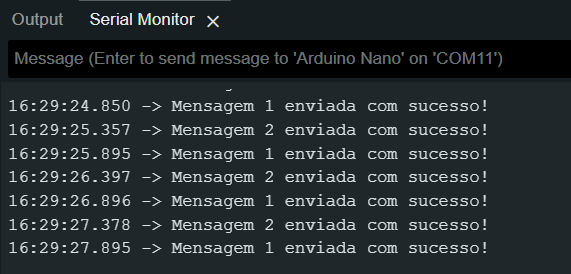 Output Serial Monitor ×
Message (Enter to send message to 'Arduino Nano' on 'COM11')
16:29:24.850 -> Mensagem 1 enviada com sucesso!
16:29:25.357 -> Mensagem 2 enviada com sucesso!
16:29:25.895 -> Mensagem 1 enviada com sucesso!
16:29:26.397 -> Mensagem 2 enviada com sucesso!
16:29:26.896 -> Mensagem 1 enviada com sucesso!
16:29:27.378 -> Mensagem 2 enviada com sucesso!
16:29:27.895 -> Mensagem 1 enviada com sucesso!